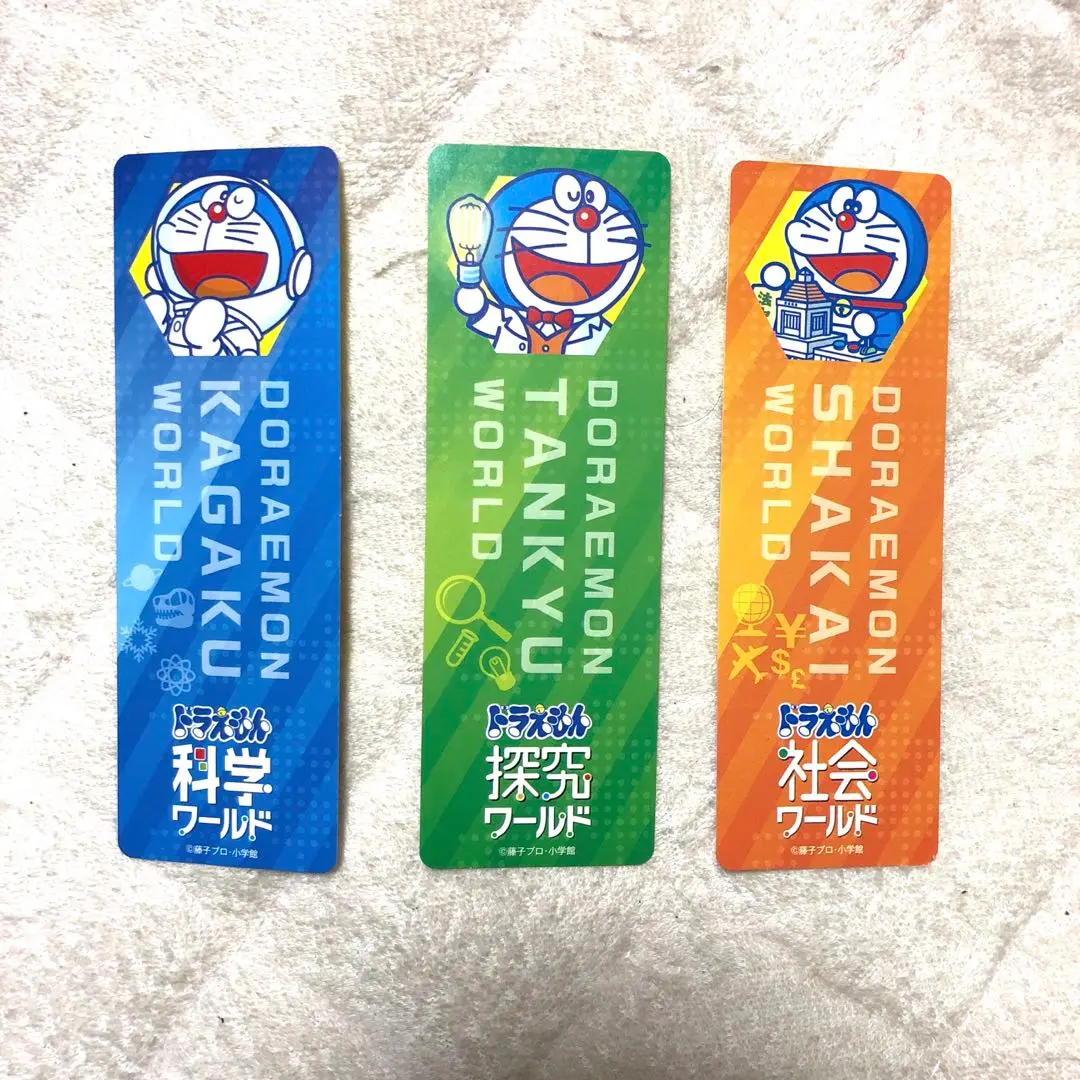 DORAEMON
KAGAKU
WORLD
ドラえもん
科学
ワールド
©藤子プロ・小学館
DORAEMON
TANKYU
WORLD
ドラえもん
探究
ワールド
©藤子プロ・小学館
法
DORAEMON
SHAKAI
WORLD
¥
$
£
ドラえもん
社会
ワールド
©藤子プロ・小学館